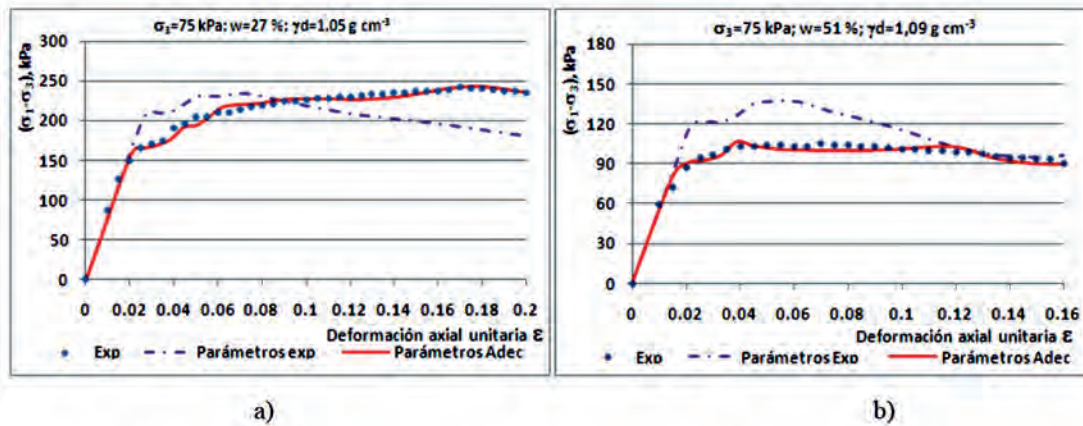 σ₃=75 kPa; w=27 %; γd=1.05 g cm⁻³
(σ₁-σ₃), kPa
300
250
200
150
100
50
0
0 0.02 0.04 0.06 0.08 0.1 0.12 0.14 0.16 0.18 0.2
Deformación axial unitaria ε
Exp Parámetros exp Parámetros Adec
a)
σ₃=75 kPa; w=51 %; γd=1,09 g cm⁻³
(σ₁-σ₃), kPa
180
150
120
90
60
30
0
0 0.02 0.04 0.06 0.08 0.1 0.12 0.14 0.16
Deformación axial unitaria ε
Exp Parámetros Exp Parámetros Adec
b)